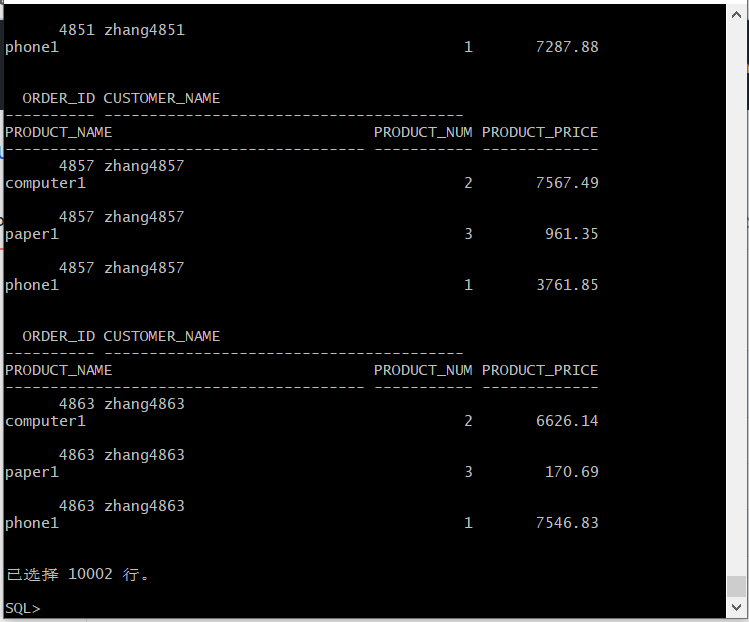 4851 zhang4851
phone1 1 7287.88
ORDER_ID CUSTOMER_NAME
---------- ----------------------------------------
PRODUCT_NAME PRODUCT_NUM PRODUCT_PRICE
---------------------------------------- ----------- -------------
4857 zhang4857
computer1 2 7567.49
4857 zhang4857
paper1 3 961.35
4857 zhang4857
phone1 1 3761.85
ORDER_ID CUSTOMER_NAME
---------- ----------------------------------------
PRODUCT_NAME PRODUCT_NUM PRODUCT_PRICE
---------------------------------------- ----------- -------------
4863 zhang4863
computer1 2 6626.14
4863 zhang4863
paper1 3 170.69
4863 zhang4863
phone1 1 7546.83
已选择 10002 行。
SQL>